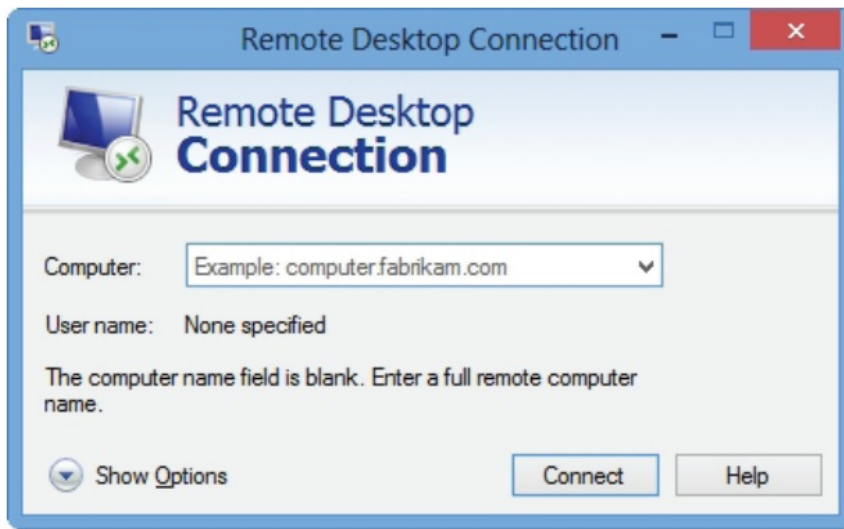 Remote Desktop Connection
Remote Desktop
Connection
Computer: Example: computer.fabrikam.com
User name: None specified
The computer name field is blank. Enter a full remote computer
name.
Show Options Connect Help